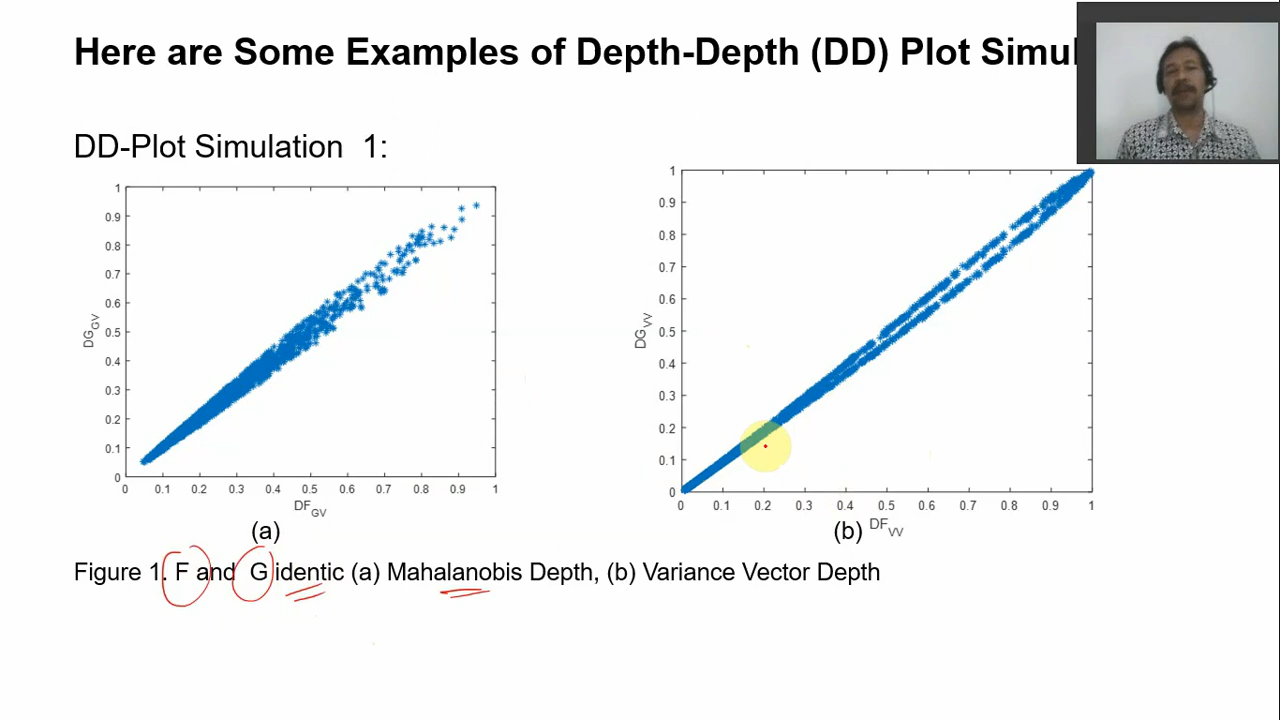 Here are Some Examples of Depth-Depth (DD) Plot Simul
DD-Plot Simulation 1:
1
0.9
0.8
0.7
0.6
0.5
0.4
0.3
0.2
0.1
0
DG_GV
0 0.1 0.2 0.3 0.4 0.5 0.6 0.7 0.8 0.9 1
DF_GV
(a)
1
0.9
0.8
0.7
0.6
0.5
0.4
0.3
0.2
0.1
0
DG_VV
0 0.1 0.2 0.3 0.4 0.5 0.6 0.7 0.8 0.9 1
(b) DF_VV
Figure 1. F and G identic (a) Mahalanobis Depth, (b) Variance Vector Depth